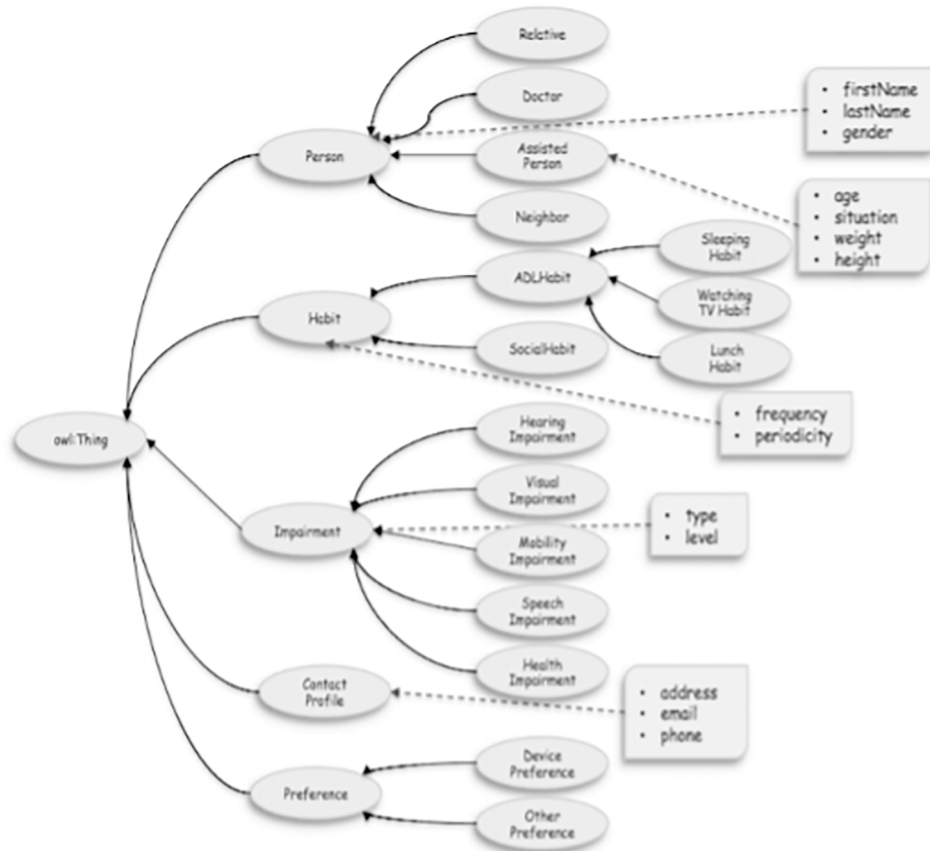 Relative
Doctor
• firstName
• lastName
• gender
Person
Assisted
Person
• age
• situation
• weight
• height
Neighbor
Sleeping
Habit
ADLHabit
Watching
TV Habit
Habit
SocialHabit
Lunch
Habit
• frequency
• periodicity
owl:Thing
Hearing
Impairment
Visual
Impairment
• type
• level
Impairment
Mobility
Impairment
Speech
Impairment
Health
Impairment
Contact
Profile
• address
• email
• phone
Device
Preference
Preference
Other
Preference